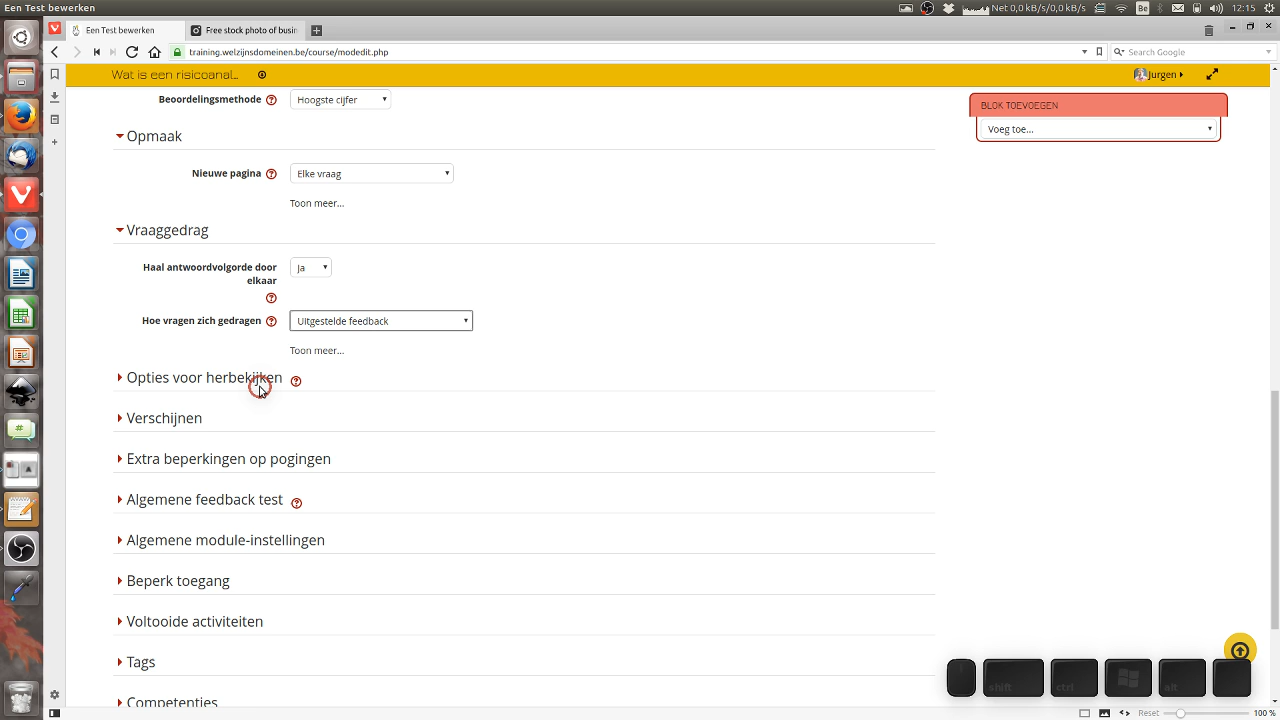 Een Test bewerken
Net 0,0 kB/s/0,0 kB/s
Be
12:15
Een Test bewerken
Free stock photo of busin
training.welzijnsdomeinen.be/course/modedit.php
Search Google
Wat is een risicoanal...
Jurgen
Beoordelingsmethode
Hoogste cijfer
BLOK TOEVOEGEN
Voeg toe...
Opmaak
Nieuwe pagina
Elke vraag
Toon meer...
Vraaggedrag
Haal antwoordvolgorde door
elkaar
Ja
Hoe vragen zich gedragen
Uitgestelde feedback
Toon meer...
Opties voor herbekijken
Verschijnen
Extra beperkingen op pogingen
Algemene feedback test
Algemene module-instellingen
Beperk toegang
Voltooide activiteiten
Tags
Competenties
shift
ctrl
alt
Reset
100 %